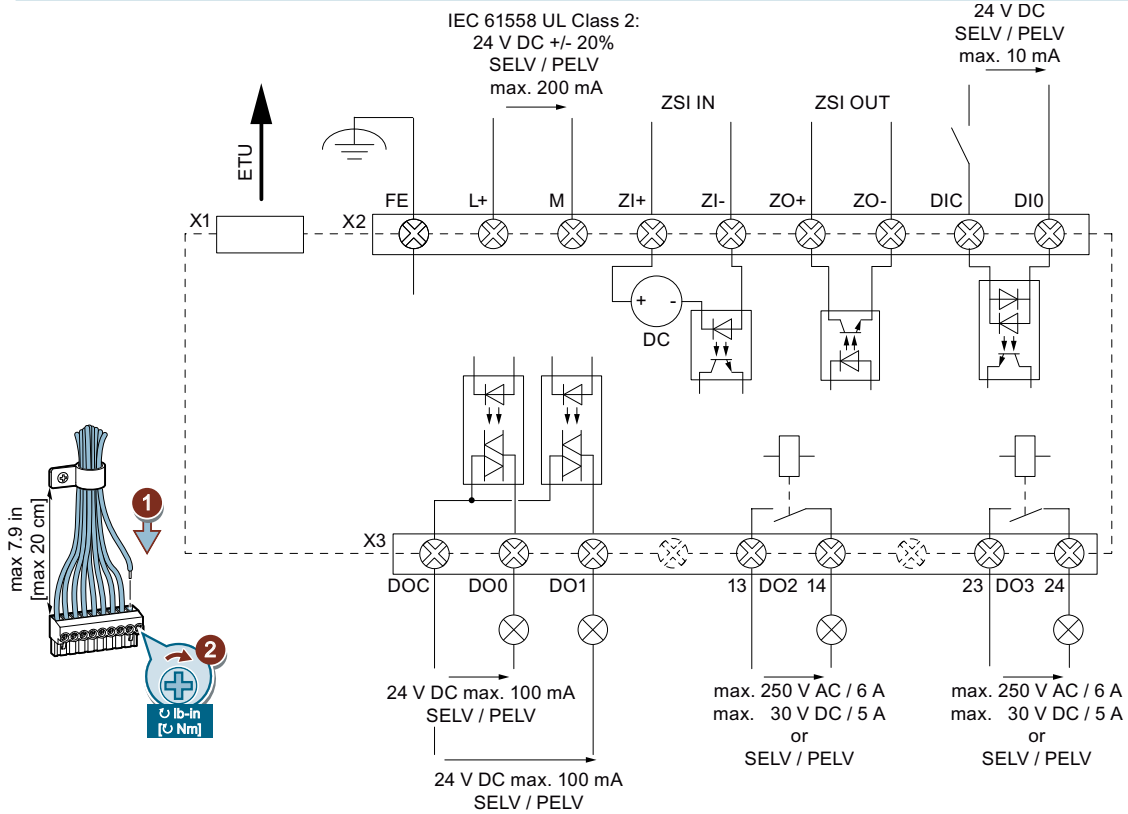 IEC 61558 UL Class 2:
24 V DC +/- 20%
SELV / PELV
max. 200 mA
24 V DC
SELV / PELV
max. 10 mA
ETU
ZSI IN
ZSI OUT
X1
X2
FE
L+
M
ZI+
ZI-
ZO+
ZO-
DIC
DI0
+
-
DC
max 7.9 in
[max 20 cm]
1
2
↻ lb-in
[↻ Nm]
X3
DOC
DO0
DO1
13 DO2 14
23 DO3 24
24 V DC max. 100 mA
SELV / PELV
24 V DC max. 100 mA
SELV / PELV
max. 250 V AC / 6 A
max. 30 V DC / 5 A
or
SELV / PELV
max. 250 V AC / 6 A
max. 30 V DC / 5 A
or
SELV / PELV